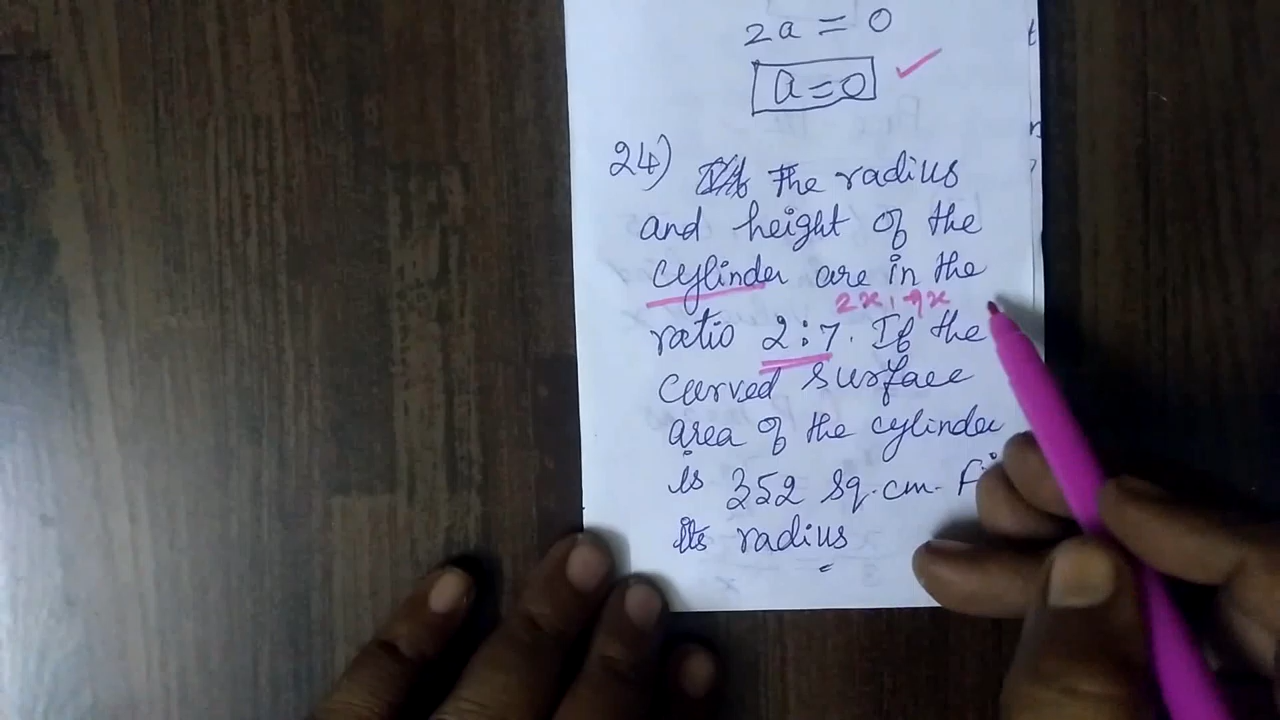 2a = 0
a = 0
24) The radius
and height of the
cylinder are in the
2x, 7x
ratio 2:7. If the
curved surface
area of the cylinder
is 352 sq.cm.
its radius